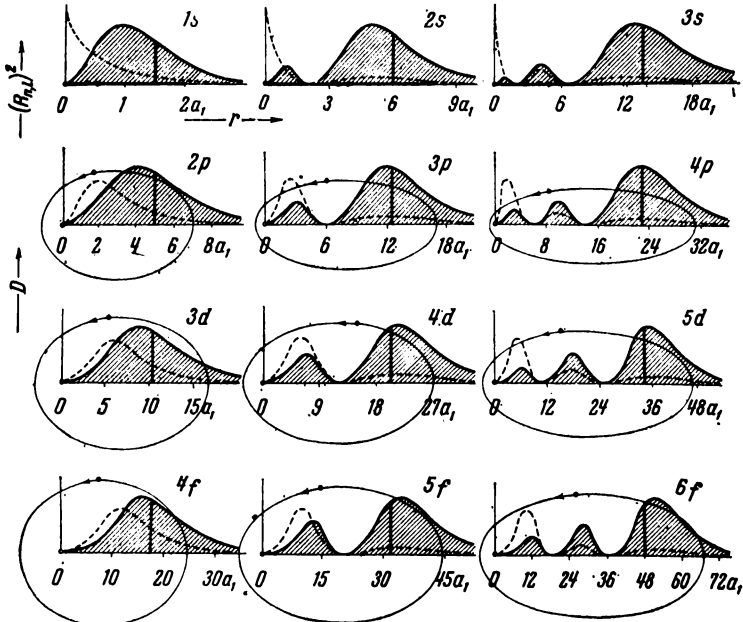 1s 2s 3s
(R_{n,l})^2
0 1 2a₁ 0 3 6 9a₁ 0 6 12 18a₁
r
2p 3p 4p
0 2 4 6 8a₁ 0 6 12 18a₁ 0 8 16 24 32a₁
D
3d 4d 5d
0 5 10 15a₁ 0 9 18 27a₁ 0 12 24 36 48a₁
4f 5f 6f
0 10 20 30a₁ 0 15 30 45a₁ 0 12 24 36 48 60 72a₁